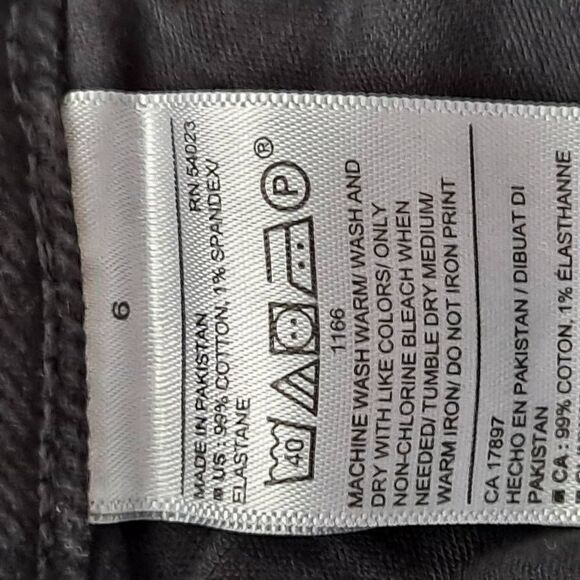 6
MADE IN PAKISTAN RN 54023
■ US : 99% COTTON, 1% SPANDEX/
ELASTANE
40 P ®
1166
MACHINE WASH WARM/ WASH AND
DRY WITH LIKE COLORS/ ONLY
NON-CHLORINE BLEACH WHEN
NEEDED/ TUMBLE DRY MEDIUM/
WARM IRON/ DO NOT IRON PRINT
CA 17897
HECHO EN PAKISTAN / DIBUAT DI
PAKISTAN
■ CA : 99% COTON, 1% ÉLASTHANNE